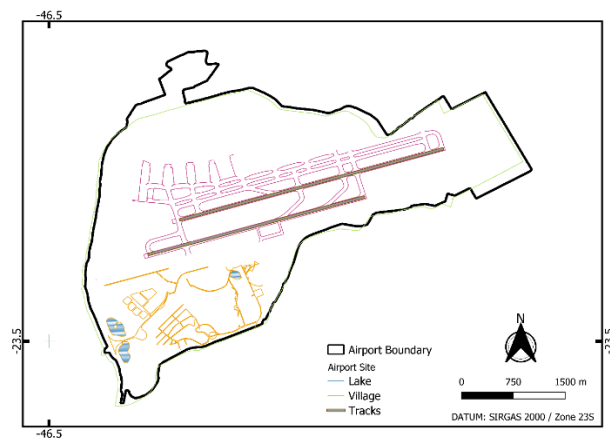 -46.5
-23.5
N
Airport Boundary
Airport Site
Lake
Village
Tracks
0 750 1500 m
-23.5
DATUM: SIRGAS 2000 / Zone 23S
-46.5